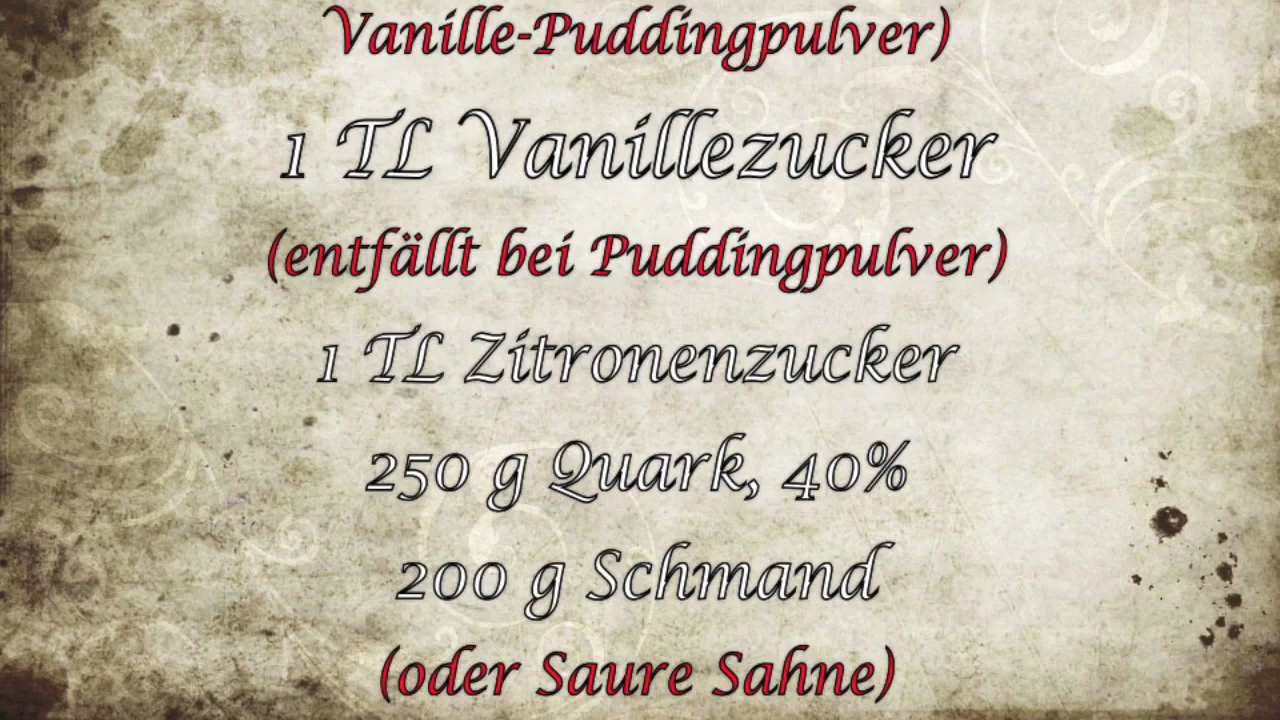 Vanille-Puddingpulver)
1 TL Vanillezucker
(entfällt bei Puddingpulver)
1 TL Zitronenzucker
250 g Quark, 40%
200 g Schmand
(oder Saure Sahne)